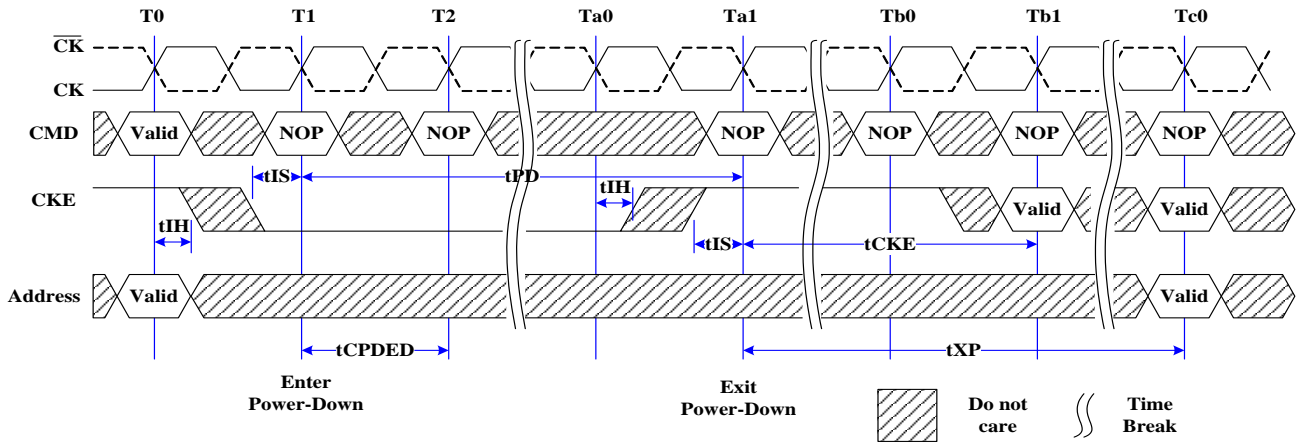 T0 T1 T2 Ta0 Ta1 Tb0 Tb1 Tc0
CK
CK
CMD Valid NOP NOP NOP NOP NOP NOP
tIS tPD tIH
CKE Valid Valid
tIH tIS tCKE
Address Valid Valid
tCPDED tXP
Enter
Power-Down
Exit
Power-Down
Do not
care
Time
Break